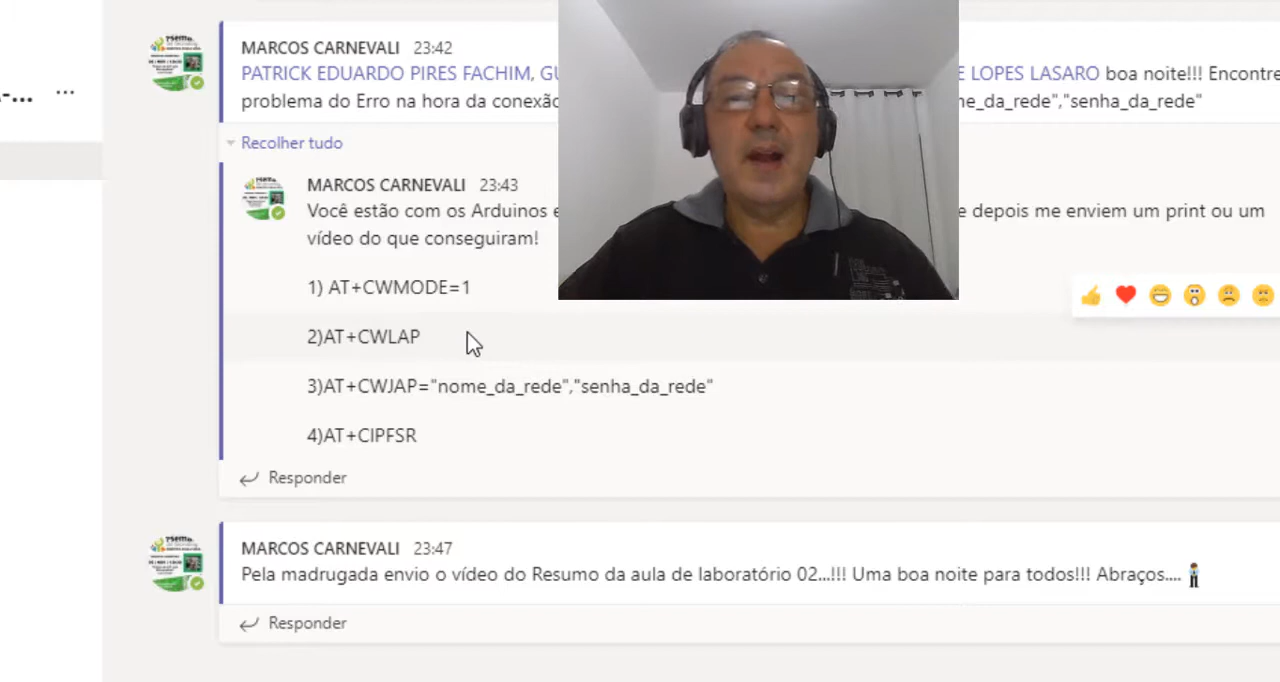 MARCOS CARNEVALI 23:42
PATRICK EDUARDO PIRES FACHIM, GU E LOPES LASARO boa noite!!! Encontre
problema do Erro na hora da conexão ne_da_rede","senha_da_rede"
...
Recolher tudo
MARCOS CARNEVALI 23:43
Você estão com os Arduinos e e depois me enviem um print ou um
vídeo do que conseguiram!
1) AT+CWMODE=1
2)AT+CWLAP
3)AT+CWJAP="nome_da_rede","senha_da_rede"
4)AT+CIPFSR
Responder
MARCOS CARNEVALI 23:47
Pela madrugada envio o vídeo do Resumo da aula de laboratório 02...!!! Uma boa noite para todos!!! Abraços....
Responder